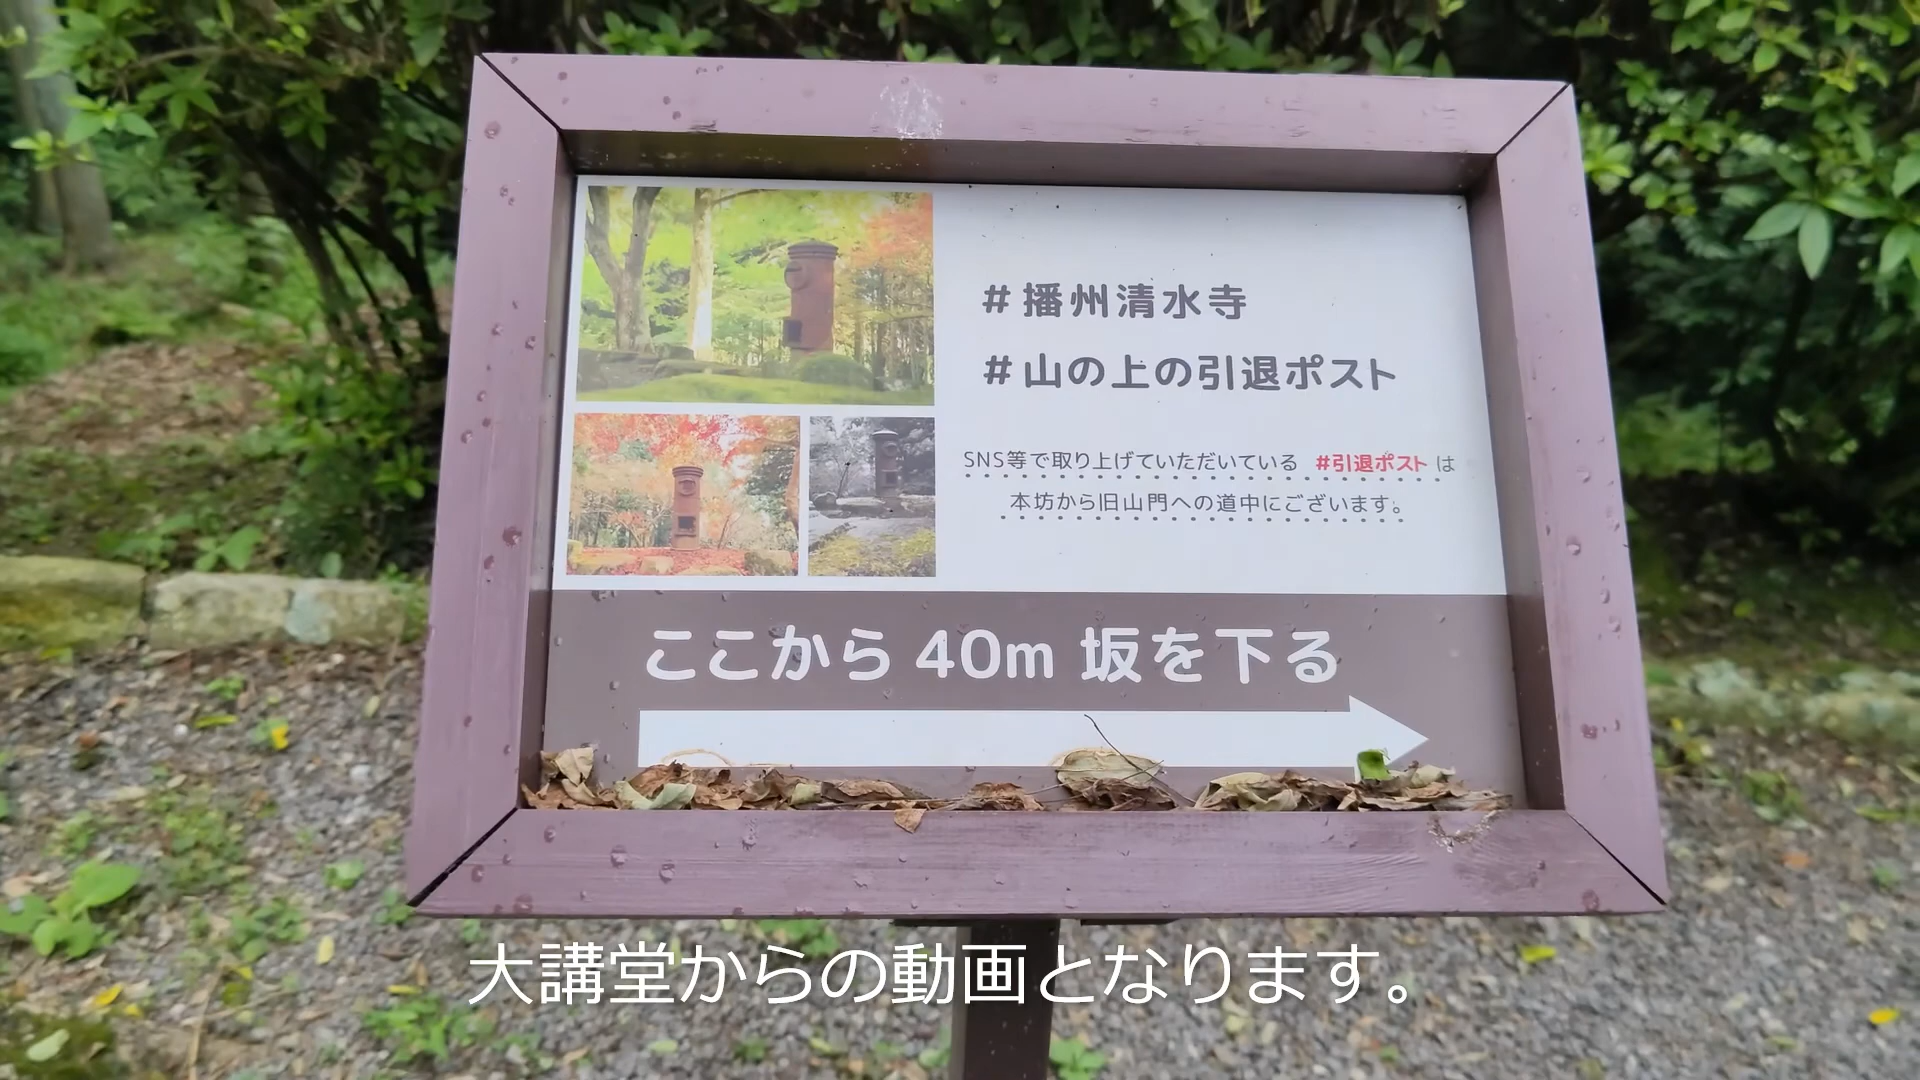 #播州清水寺
#山の上の引退ポスト
SNS等で取り上げていただいている #引退ポスト は
本坊から旧山門への道中にございます。
ここから 40m 坂を下る
大講堂からの動画となります。